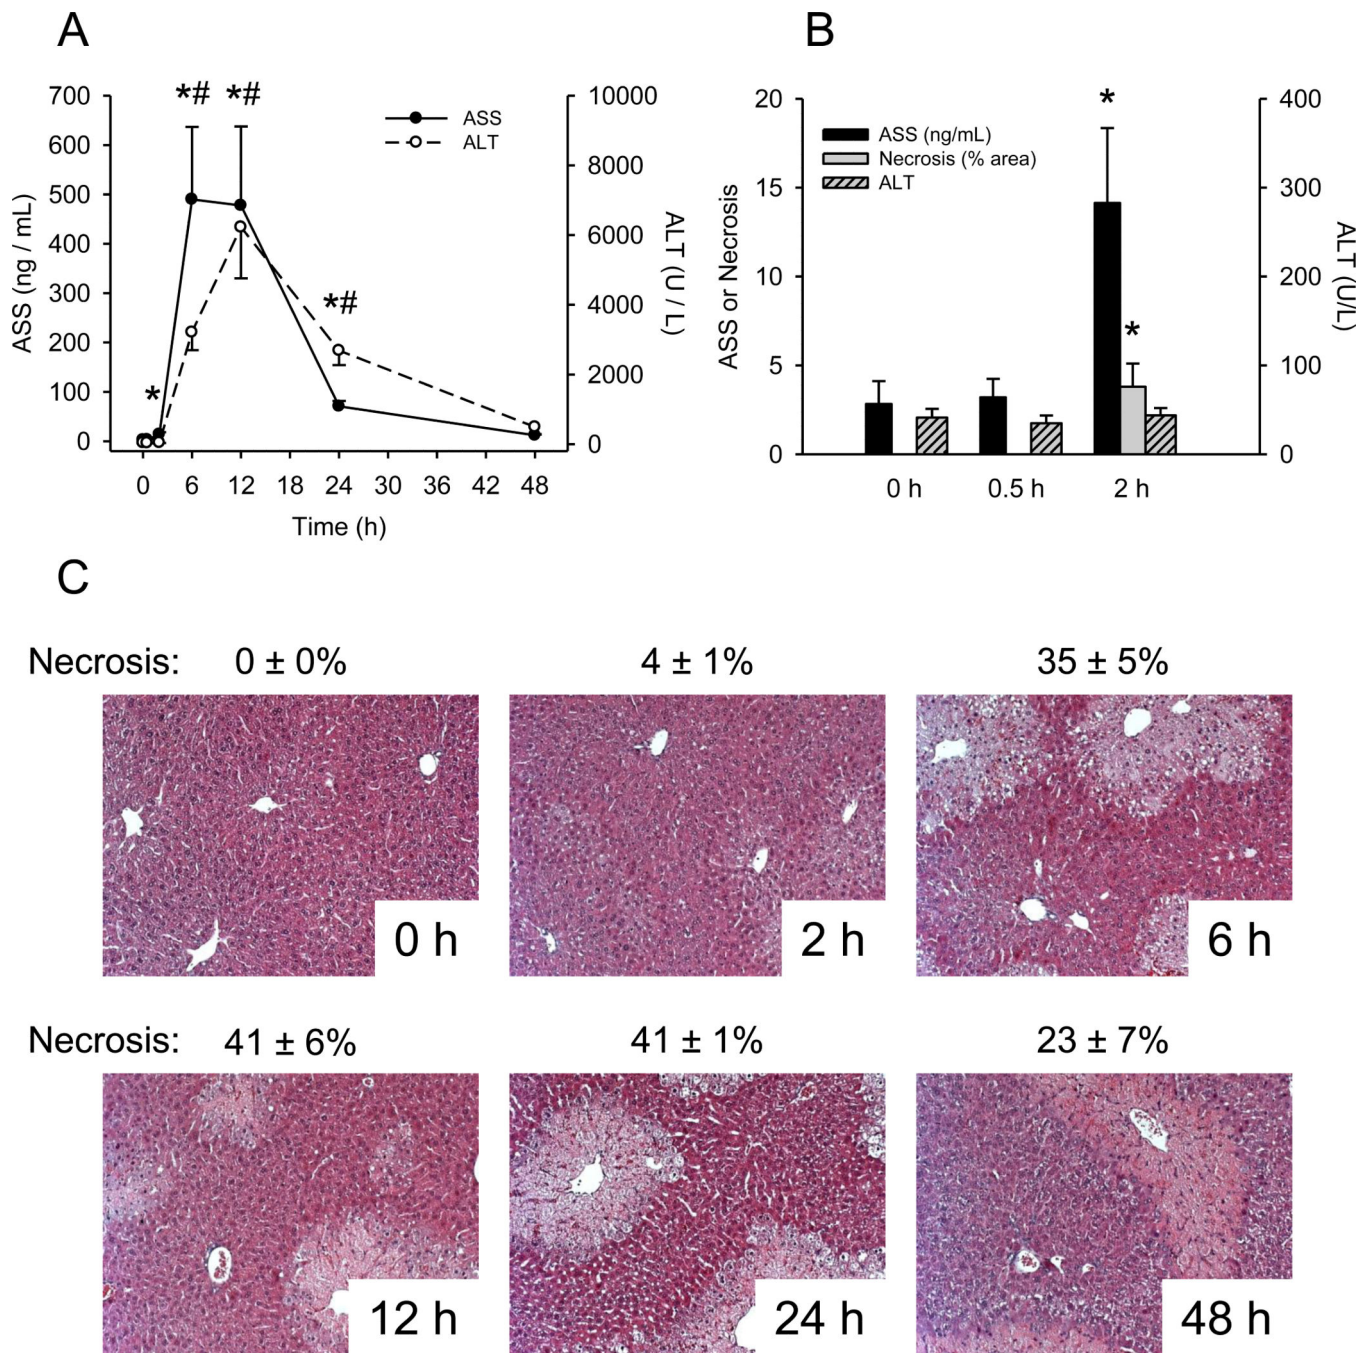 A
700
600
500
400
300
200
100
0
ASS (ng / mL)
*
*#
*#
*#
ASS
ALT
10000
8000
6000
4000
2000
0
ALT (U / L)
0 6 12 18 24 30 36 42 48
Time (h)
B
20
15
10
5
0
ASS or Necrosis
ASS (ng/mL)
Necrosis (% area)
ALT
*
*
400
300
200
100
0
ALT (U/L)
0 h 0.5 h 2 h
C
Necrosis: 0 ± 0% 4 ± 1% 35 ± 5%
0 h 2 h 6 h
Necrosis: 41 ± 6% 41 ± 1% 23 ± 7%
12 h 24 h 48 h